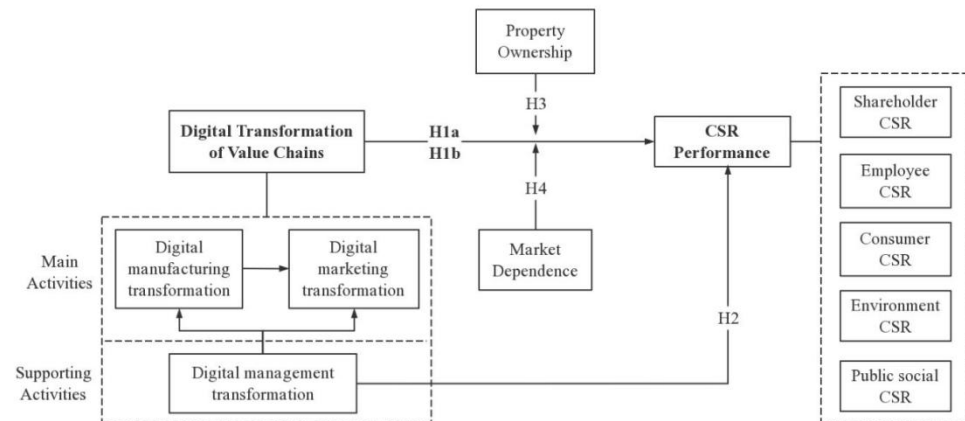 Property
Ownership
H3
Digital Transformation
of Value Chains
H1a
H1b
CSR
Performance
H4
Market
Dependence
Main
Activities
Digital
manufacturing
transformation
Digital
marketing
transformation
Supporting
Activities
Digital management
transformation
H2
Shareholder
CSR
Employee
CSR
Consumer
CSR
Environment
CSR
Public social
CSR